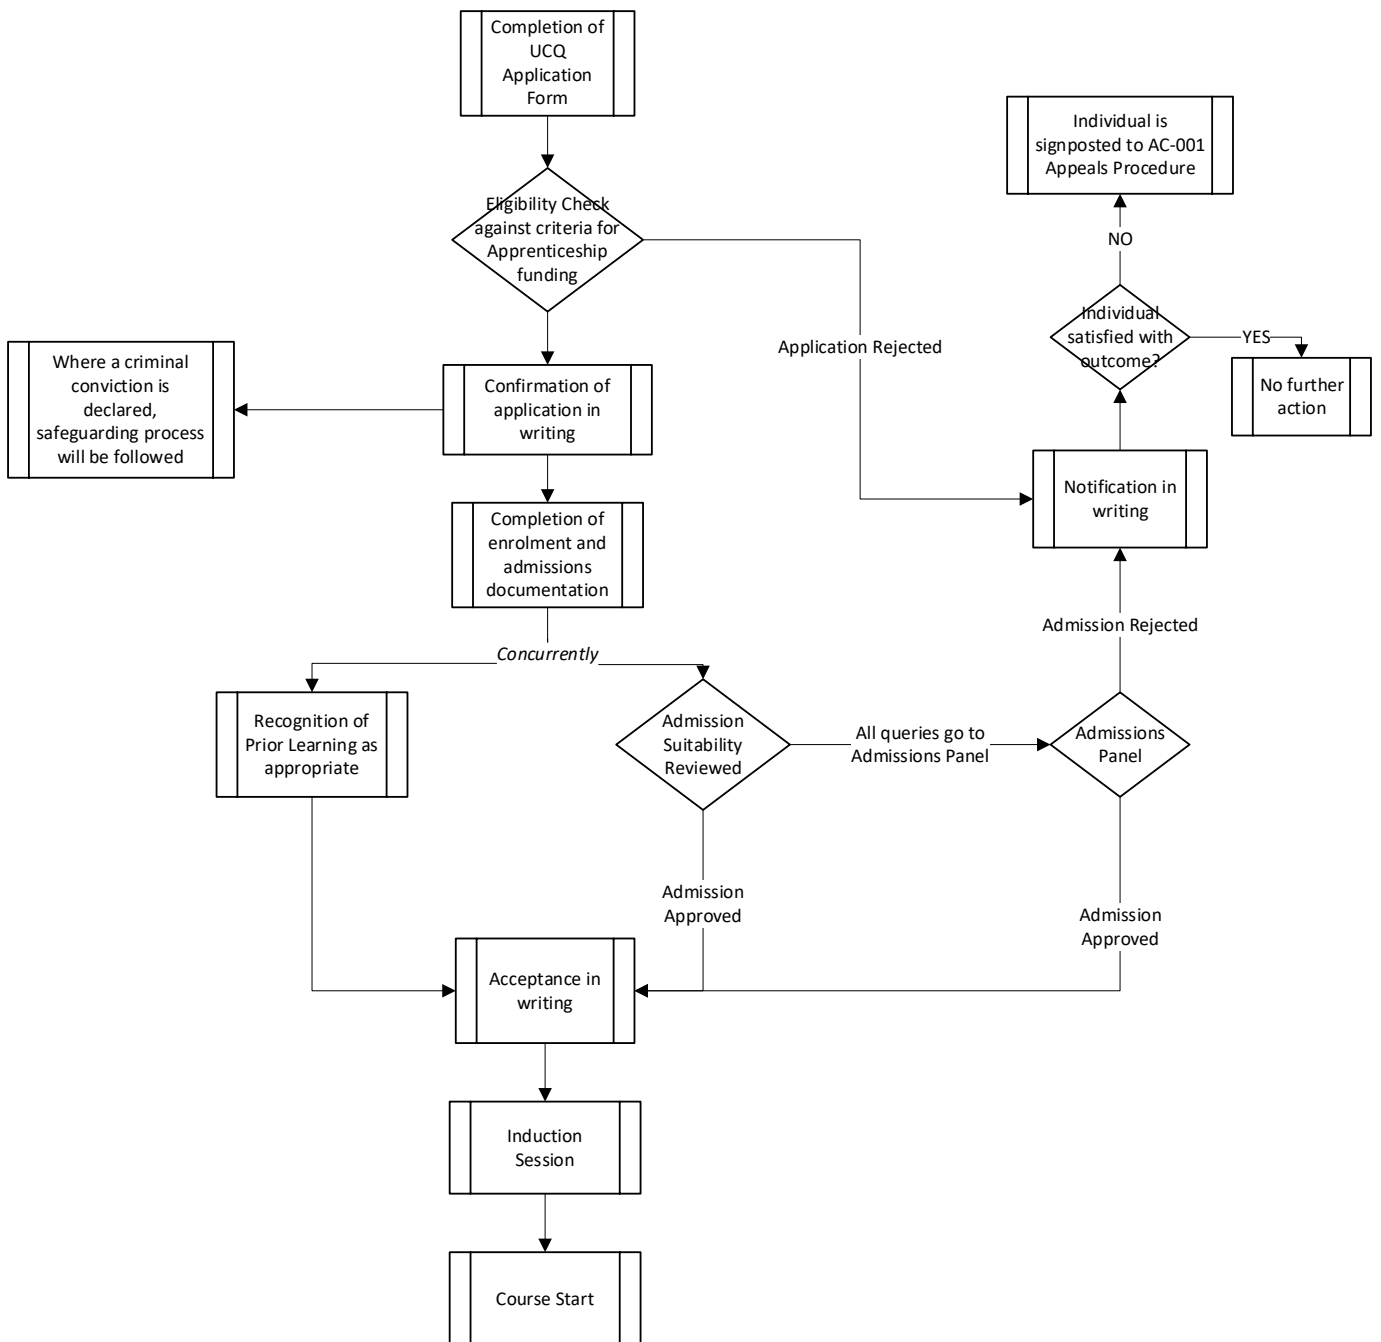 Completion of
UCQ
Application
Form
Individual is
signposted to AC-001
Appeals Procedure
Eligibility Check
against criteria for
Apprenticeship
funding
NO
Individual
satisfied with
outcome?
YES
Application Rejected
Where a criminal
conviction is
declared,
safeguarding process
will be followed
Confirmation of
application in
writing
No further
action
Notification in
writing
Completion of
enrolment and
admissions
documentation
Admission Rejected
Concurrently
Recognition of
Prior Learning as
appropriate
Admission
Suitability
Reviewed
All queries go to
Admissions Panel
Admissions
Panel
Admission
Approved
Admission
Approved
Acceptance in
writing
Induction
Session
Course Start